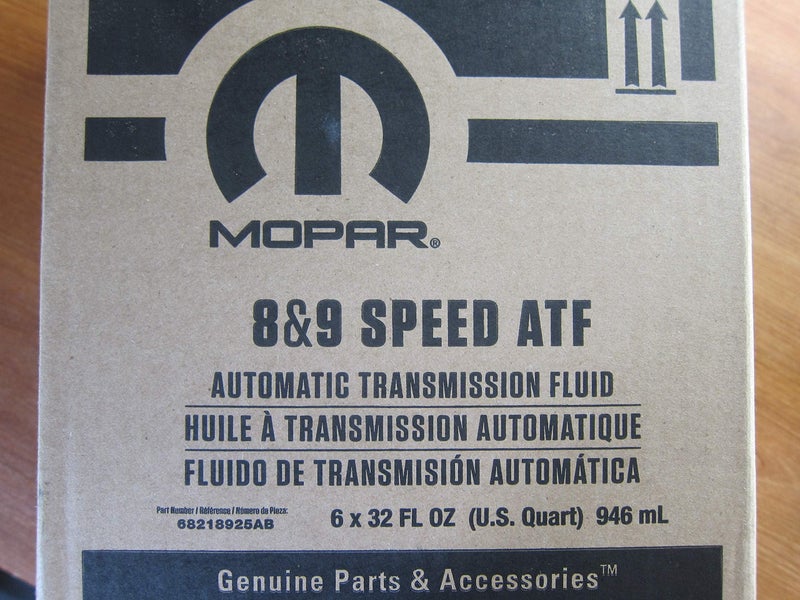 MOPAR®
8&9 SPEED ATF
AUTOMATIC TRANSMISSION FLUID
HUILE À TRANSMISSION AUTOMATIQUE
FLUIDO DE TRANSMISIÓN AUTOMÁTICA
Part Number / Référence / Número de Pieza:
68218925AB
6 x 32 FL OZ (U.S. Quart) 946 mL
Genuine Parts & Accessories™